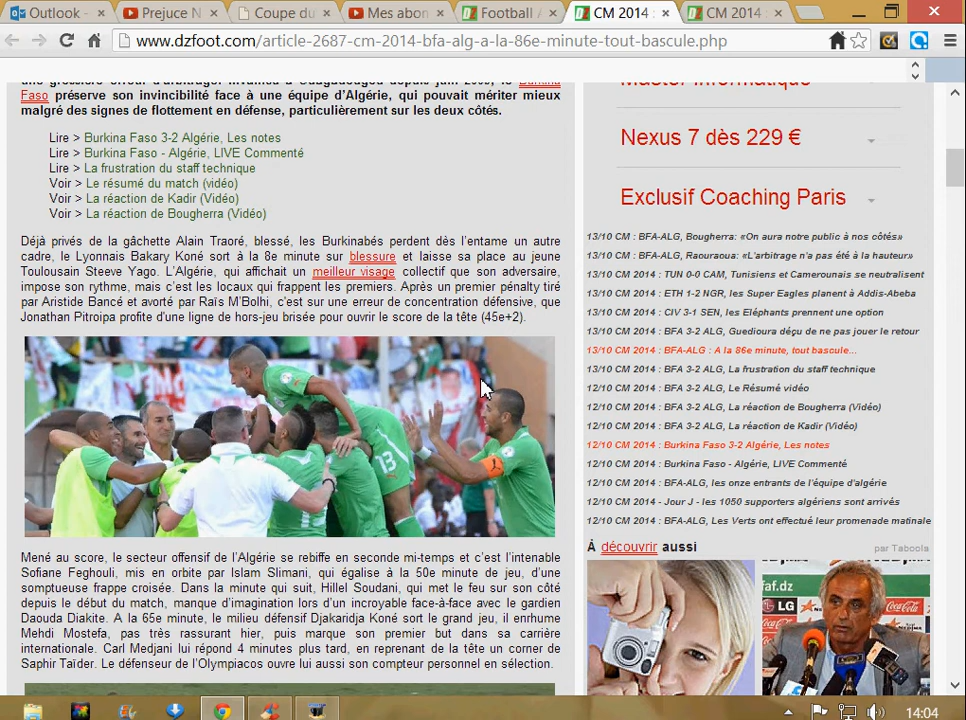 Outlook -
Prejuce N
Coupe du
Mes abon
Football A
CM 2014 :
CM 2014 :
www.dzfoot.com/article-2687-cm-2014-bfa-alg-a-la-86e-minute-tout-bascule.php
Faso préserve son invincibilité face à une équipe d'Algérie, qui pouvait mériter mieux
malgré des signes de flottement en défense, particulièrement sur les deux côtés.
Lire > Burkina Faso 3-2 Algérie, Les notes
Lire > Burkina Faso - Algérie, LIVE Commenté
Lire > La frustration du staff technique
Voir > Le résumé du match (vidéo)
Voir > La réaction de Kadir (Vidéo)
Voir > La réaction de Bougherra (Vidéo)
Déjà privés de la gâchette Alain Traoré, blessé, les Burkinabés perdent dès l'entame un autre
cadre, le Lyonnais Bakary Koné sort à la 8e minute sur blessure et laisse sa place au jeune
Toulousain Steeve Yago. L'Algérie, qui affichait un meilleur visage collectif que son adversaire,
impose son rythme, mais c'est les locaux qui frappent les premiers. Après un premier pénalty tiré
par Aristide Bancé et avorté par Raïs M'Bolhi, c'est sur une erreur de concentration défensive, que
Jonathan Pitroipa profite d'une ligne de hors-jeu brisée pour ouvrir le score de la tête (45e+2).
13
Mené au score, le secteur offensif de l'Algérie se rebiffe en seconde mi-temps et c'est l'intenable
Sofiane Feghouli, mis en orbite par Islam Slimani, qui égalise à la 50e minute de jeu, d'une
somptueuse frappe croisée. Dans la minute qui suit, Hillel Soudani, qui met le feu sur son côté
depuis le début du match, manque d'imagination lors d'un incroyable face-à-face avec le gardien
Daouda Diakite. A la 65e minute, le milieu défensif Djakaridja Koné sort le grand jeu, il enrhume
Mehdi Mostefa, pas très rassurant hier, puis marque son premier but dans sa carrière
internationale. Carl Medjani lui répond 4 minutes plus tard, en reprenant de la tête un corner de
Saphir Taïder. Le défenseur de l'Olympiacos ouvre lui aussi son compteur personnel en sélection.
Master Informatique
Nexus 7 dès 229 €
Exclusif Coaching Paris
13/10 CM : BFA-ALG, Bougherra: «On aura notre public à nos côtés»
13/10 CM : BFA-ALG, Raouraoua: «L'arbitrage n'a pas été à la hauteur»
13/10 CM 2014 : TUN 0-0 CAM, Tunisiens et Camerounais se neutralisent
13/10 CM 2014 : ETH 1-2 NGR, les Super Eagles planent à Addis-Abeba
13/10 CM 2014 : CIV 3-1 SEN, les Eléphants prennent une option
13/10 CM 2014 : BFA 3-2 ALG, Guedioura déçu de ne pas jouer le retour
13/10 CM 2014 : BFA-ALG : A la 86e minute, tout bascule...
13/10 CM 2014 : BFA 3-2 ALG, La frustration du staff technique
12/10 CM 2014 : BFA 3-2 ALG, Le Résumé vidéo
12/10 CM 2014 : BFA 3-2 ALG, La réaction de Bougherra (Vidéo)
12/10 CM 2014 : BFA 3-2 ALG, La réaction de Kadir (Vidéo)
12/10 CM 2014 : Burkina Faso 3-2 Algérie, Les notes
12/10 CM 2014 : Burkina Faso - Algérie, LIVE Commenté
12/10 CM 2014 : BFA-ALG, les onze entrants de l'équipe d'algérie
12/10 CM 2014 - Jour J - les 1050 supporters algériens sont arrivés
12/10 CM 2014 : BFA-ALG, Les Verts ont effectué leur promenade matinale
À découvrir aussi
par Taboola
faf.dz
LG
Coca-Cola
14:04